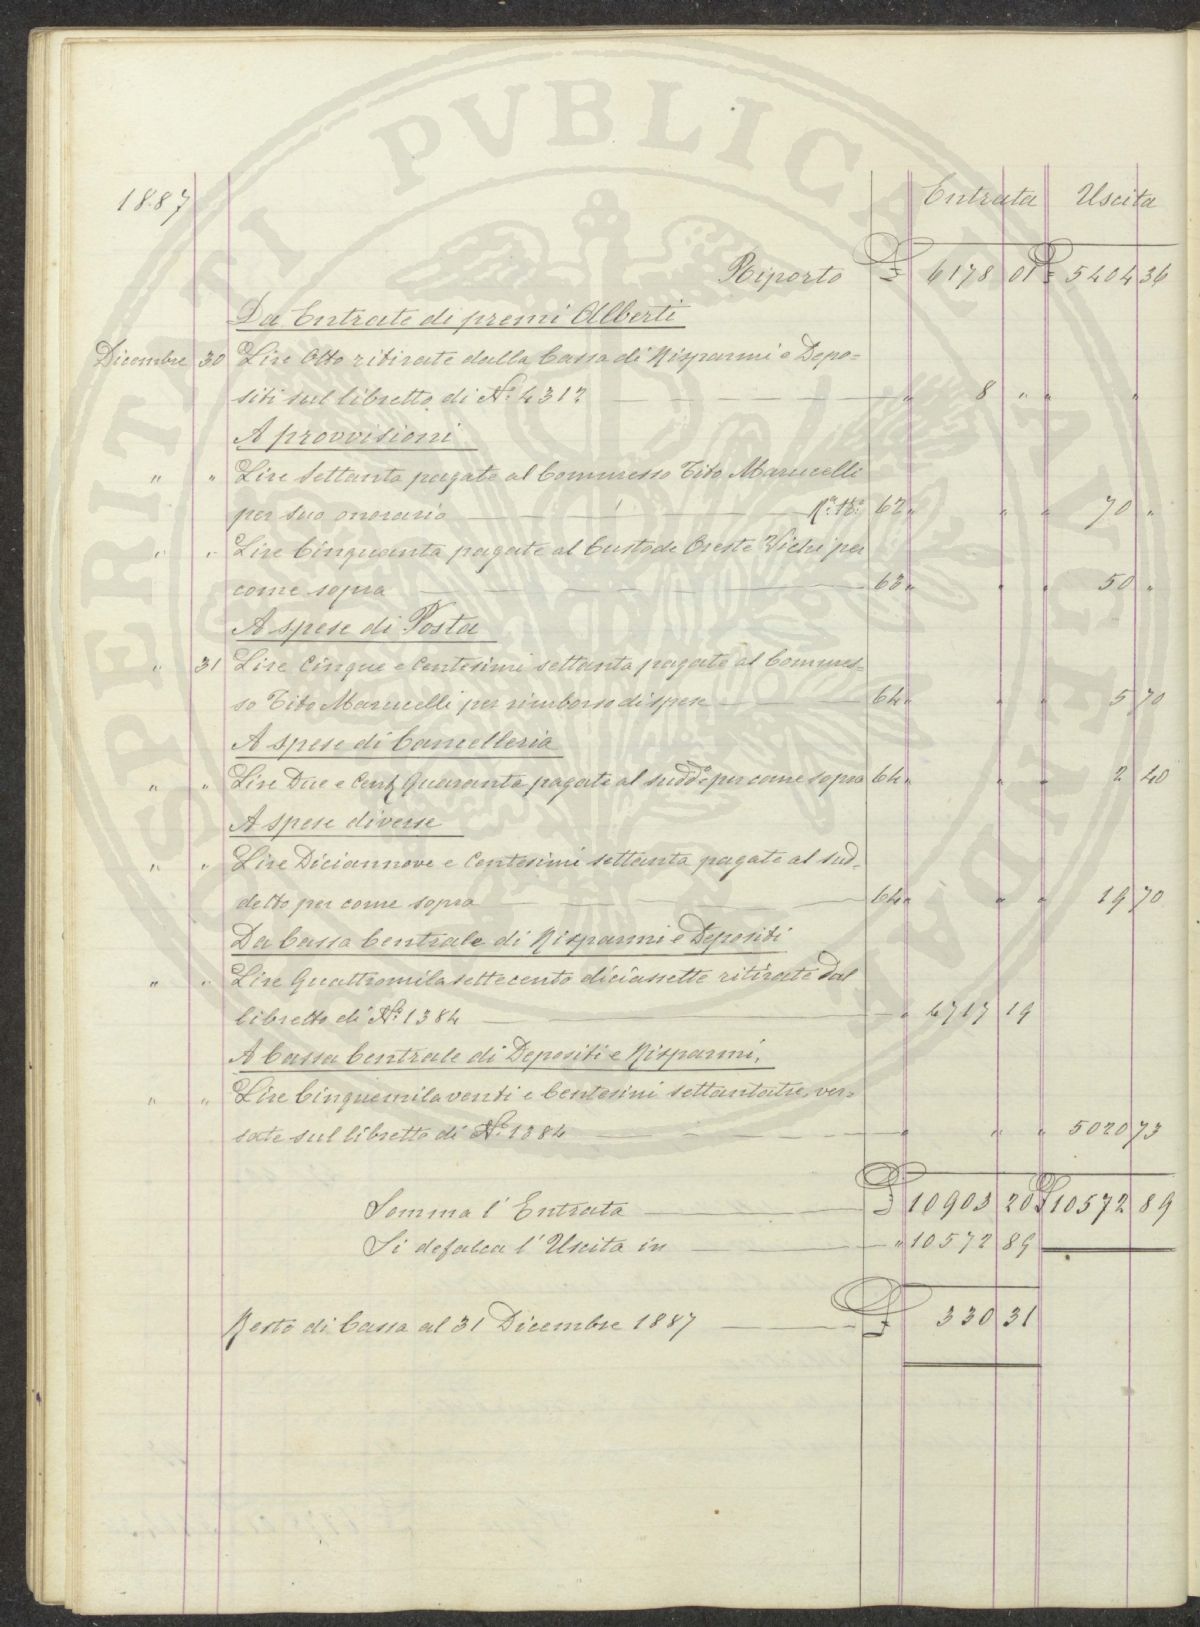 PROSPERITATI PVBLICAE AVGENDAE
1887
Entrata Uscita
Riporto £ 6178 01 £ 5404 36
Da Entrate di premi Alberti
Dicembre 30 Lire Otto ritirate dalla Cassa di Risparmi e Depo=
siti sul libretto di N.° 4312 — " 8 " " "
A provvisioni
" " Lire Settanta pagate al Commesso Tito Marucelli
per suo onorario — 62 " " " 70 "
" " Lire Cinquanta pagate al Custode Oreste Vichi per
come sopra — 63 " " " 50 "
A spese di Posta
" 31 Lire Cinque e Centesimi settanta pagate al Commes=
so Tito Marucelli per rimborso di spese — 64 " " " 5 70
A spese di Cancelleria
" " Lire Due e Cent. Quaranta pagate al sudd.° per come sopra 64 " " " 2 40
A spese diverse
" " Lire Diciannove e Centesimi settanta pagate al sud=
detto per come sopra — 64 " " " 19 70
Da Cassa Centrale di Risparmi e Depositi
" " Lire Quattromilasettecento diciassette ritirate dal
libretto di N.° 1384 — " 4717 19
A Cassa Centrale di Depositi e Risparmi.
" " Lire Cinquemilaventi e Centesimi settantatre, ver=
sate sul libretto di N.° 1384 — " " " 5020 73
Somma l'Entrata — £ 10903 20 £ 10572 89
Si defalca l'Uscita in — " 10572 89
Resto di Cassa al 31 Dicembre 1887 — £ 330 31